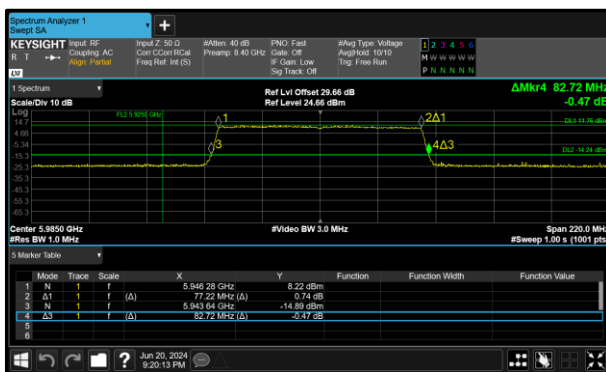 Spectrum Analyzer 1
Swept SA
+
KEYSIGHT Input: RF Input Z: 50 Ω #Atten: 40 dB PNO: Fast #Avg Type: Voltage 1 2 3 4 5 6
R T Coupling: AC Corr CCorr RCal Preamp: 8.40 GHz Gate: Off Avg|Hold: 10/10 M W W W W W
Align: Partial Freq Ref: Int (S) IF Gain: Low Trig: Free Run P N N N N N
Sig Track: Off
LXI
1 Spectrum Ref Lvl Offset 29.66 dB ΔMkr4 82.72 MHz
Scale/Div 10 dB Ref Level 24.66 dBm -0.47 dB
Log
14.7 FL2 5.9250 GHz 1 2Δ1 DL1 11.76 dBm
4.66
-5.34 3 4Δ3 DL2 -14.24 dBm
-15.3
-25.3
-35.3
-45.3
-55.3
-65.3
Center 5.9850 GHz #Video BW 3.0 MHz Span 220.0 MHz
#Res BW 1.0 MHz #Sweep 1.00 s (1001 pts)
5 Marker Table
Mode Trace Scale X Y Function Function Width Function Value
1 N 1 f 5.946 28 GHz 8.22 dBm
2 Δ1 1 f (Δ) 77.22 MHz (Δ) 0.74 dB
3 N 1 f 5.943 64 GHz -14.89 dBm
4 Δ3 1 f (Δ) 82.72 MHz (Δ) -0.47 dB
5
6
? Jun 20, 2024
9:20:13 PM